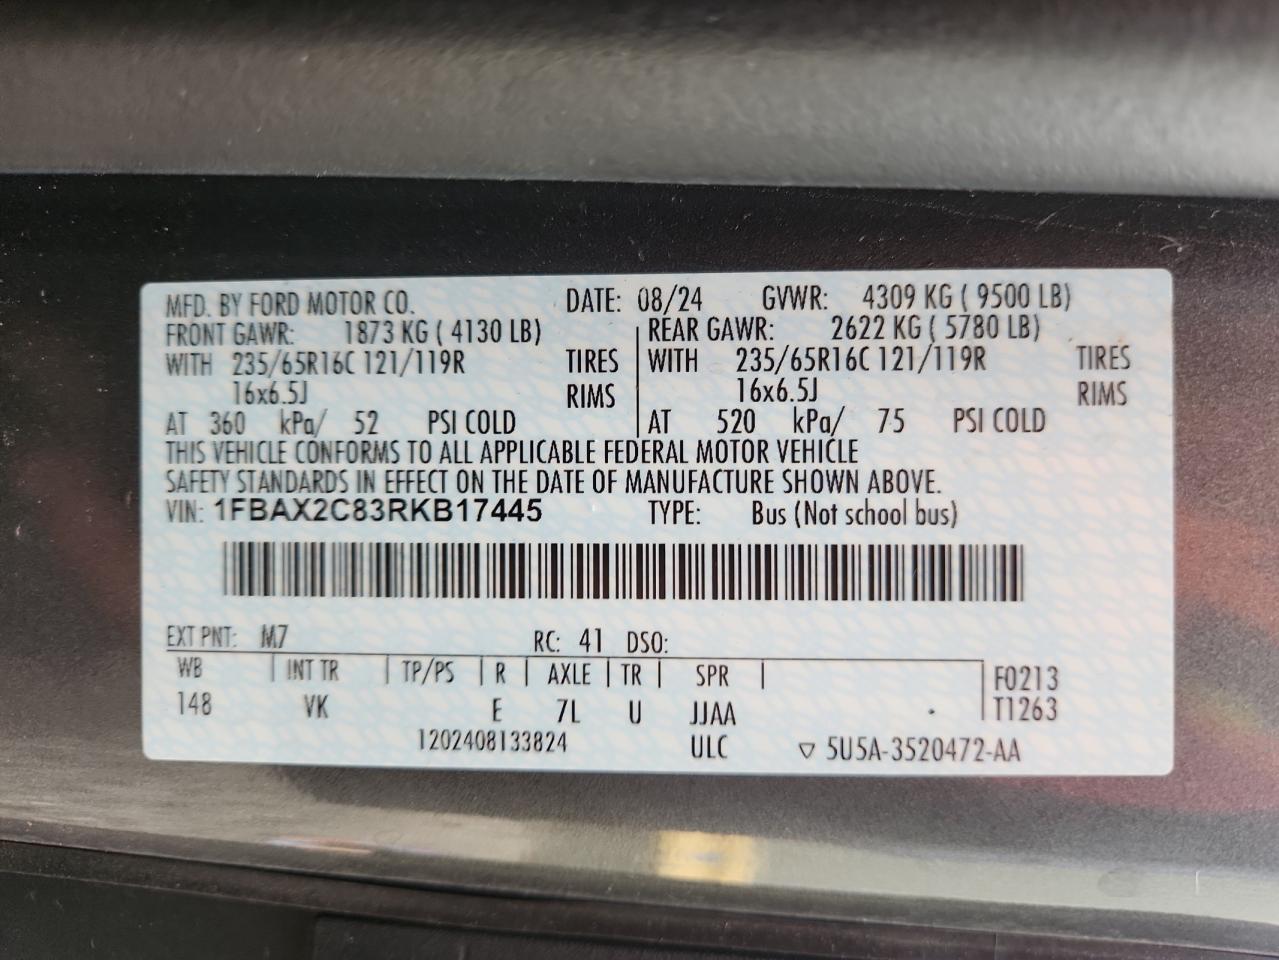 MFD. BY FORD MOTOR CO. DATE: 08/24 GVWR: 4309 KG ( 9500 LB)
FRONT GAWR: 1873 KG ( 4130 LB) REAR GAWR: 2622 KG ( 5780 LB)
WITH 235/65R16C 121/119R TIRES WITH 235/65R16C 121/119R TIRES
16x6.5J RIMS 16x6.5J RIMS
AT 360 kPa/ 52 PSI COLD AT 520 kPa/ 75 PSI COLD
THIS VEHICLE CONFORMS TO ALL APPLICABLE FEDERAL MOTOR VEHICLE
SAFETY STANDARDS IN EFFECT ON THE DATE OF MANUFACTURE SHOWN ABOVE.
VIN: 1FBAX2C83RKB17445 TYPE: Bus (Not school bus)
EXT PNT: M7 RC: 41 DSO:
WB INT TR TP/PS R AXLE TR SPR F0213
148 VK E 7L U JJAA T1263
1202408133824 ULC ▽ 5U5A-3520472-AA